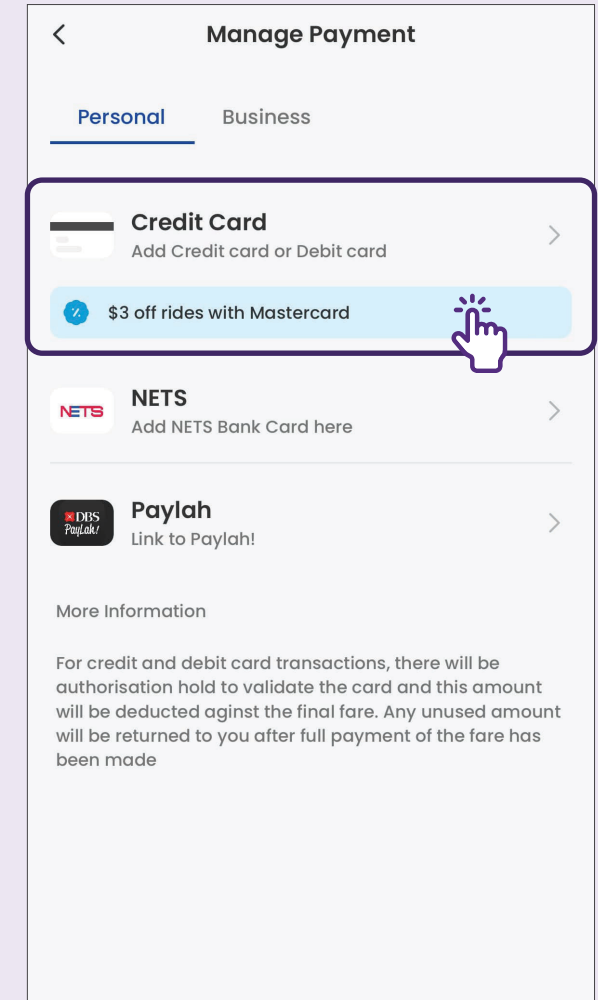 Manage Payment
Personal Business
Credit Card
Add Credit card or Debit card
$3 off rides with Mastercard
NETS
NETS
Add NETS Bank Card here
DBS
PayLah!
Paylah
Link to Paylah!
More Information
For credit and debit card transactions, there will be
authorisation hold to validate the card and this amount
will be deducted aginst the final fare. Any unused amount
will be returned to you after full payment of the fare has
been made